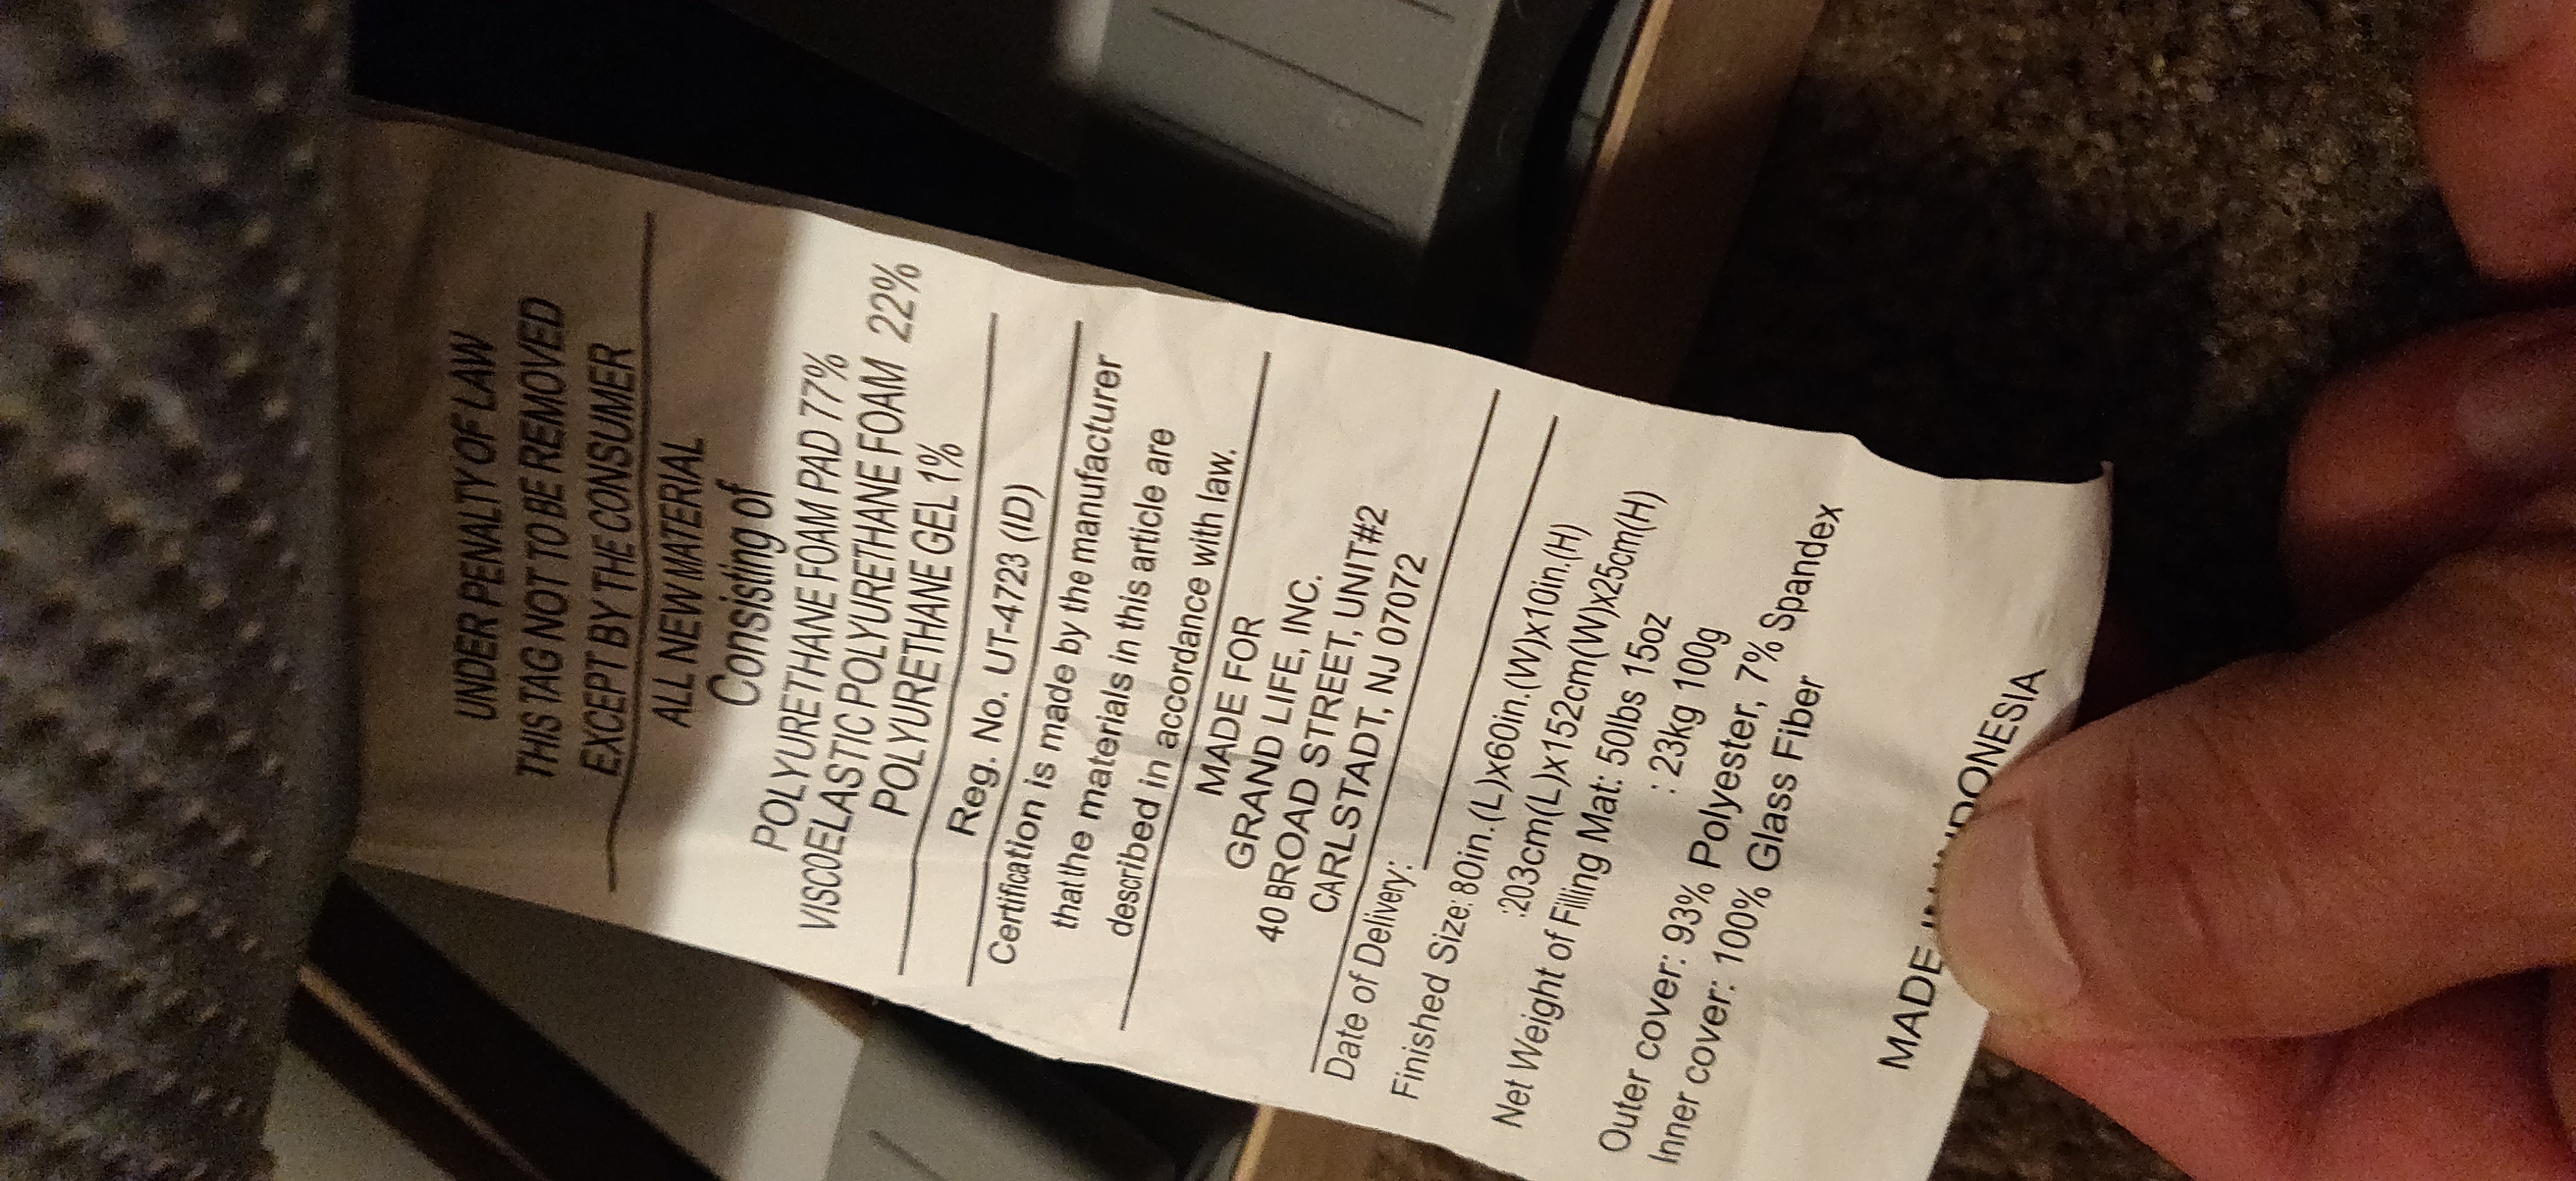 UNDER PENALTY OF LAW
THIS TAG NOT TO BE REMOVED
EXCEPT BY THE CONSUMER
ALL NEW MATERIAL
Consisting of
POLYURETHANE FOAM PAD 77%
VISCOELASTIC POLYURETHANE FOAM 22%
POLYURETHANE GEL 1%
Reg. No. UT-4723 (ID)
Certification is made by the manufacturer
that the materials in this article are
described in accordance with law.
MADE FOR
GRAND LIFE, INC.
40 BROAD STREET, UNIT#2
CARLSTADT, NJ 07072
Date of Delivery:
Finished Size: 80in.(L)x60in.(W)x10in.(H)
:203cm(L)x152cm(W)x25cm(H)
Net Weight of Filling Mat: 50lbs 15oz
: 23kg 100g
Outer cover: 93% Polyester, 7% Spandex
Inner cover: 100% Glass Fiber
MADE IN INDONESIA